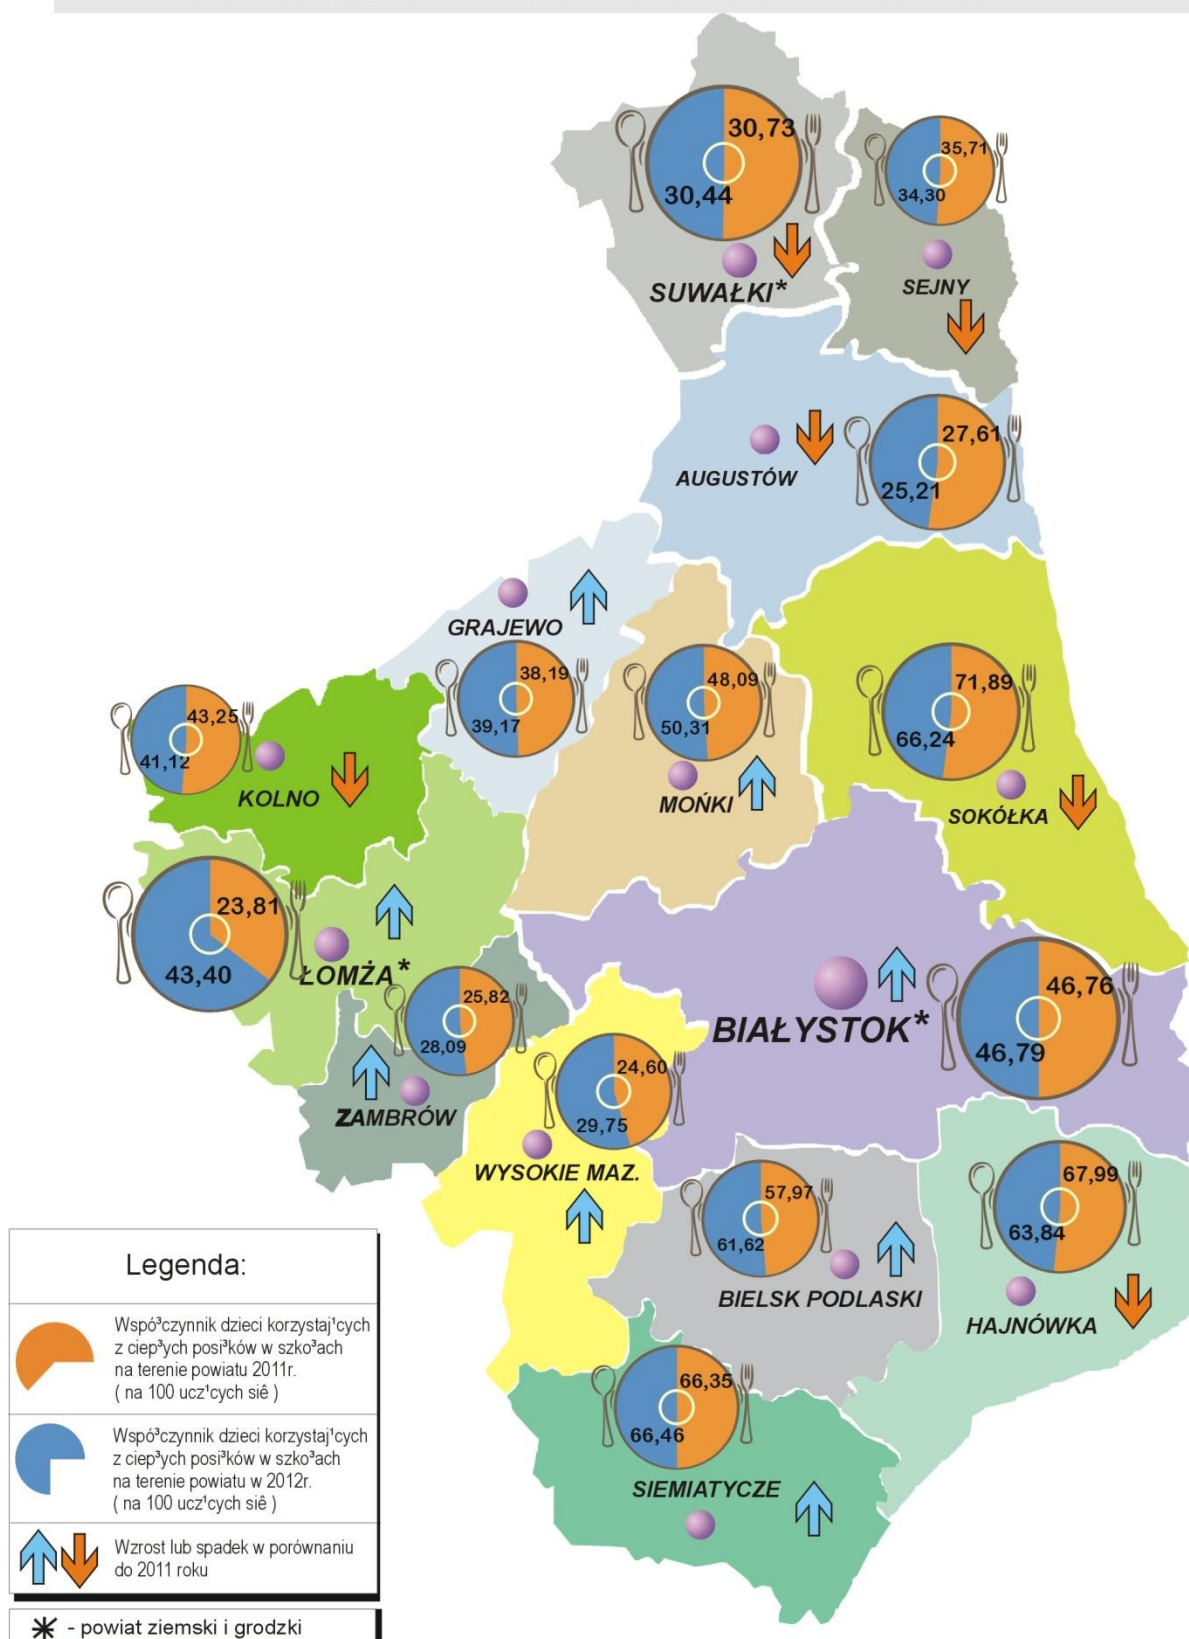 30,73
30,44
SUWAŁKI*
35,71
34,30
SEJNY
27,61
25,21
AUGUSTÓW
GRAJEWO
38,19
39,17
48,09
50,31
MOŃKI
71,89
66,24
SOKÓŁKA
43,25
41,12
KOLNO
23,81
43,40
ŁOMŻA*
46,76
46,79
BIAŁYSTOK*
25,82
28,09
ZAMBRÓW
24,60
29,75
WYSOKIE MAZ.
57,97
61,62
BIELSK PODLASKI
67,99
63,84
HAJNÓWKA
66,35
66,46
SIEMIATYCZE
Legenda:
Wspó³czynnik dzieci korzystaj¹cych
z ciep³ych posi³ków w szko³ach
na terenie powiatu 2011r.
( na 100 ucz¹cych siê )
Wspó³czynnik dzieci korzystaj¹cych
z ciep³ych posi³ków w szko³ach
na terenie powiatu w 2012r.
( na 100 ucz¹cych siê )
Wzrost lub spadek w porównaniu
do 2011 roku
* - powiat ziemski i grodzki